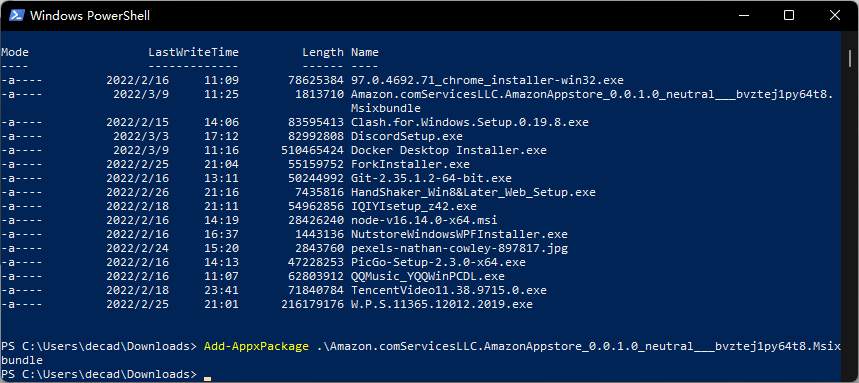 Windows PowerShell
Mode                 LastWriteTime         Length Name
----                 -------------         ------ ----
-a----         2022/2/16     11:09       78625384 97.0.4692.71_chrome_installer-win32.exe
-a----          2022/3/9     11:25        1813710 Amazon.comServicesLLC.AmazonAppstore_0.0.1.0_neutral___bvztej1py64t8.
                                                  Msixbundle
-a----         2022/2/15     14:06       83595413 Clash.for.Windows.Setup.0.19.8.exe
-a----          2022/3/3     17:12       82992808 DiscordSetup.exe
-a----          2022/3/9     11:16      510465424 Docker Desktop Installer.exe
-a----         2022/2/25     21:04       55159752 ForkInstaller.exe
-a----         2022/2/16     13:11       50244992 Git-2.35.1.2-64-bit.exe
-a----         2022/2/26     21:16        7435816 HandShaker_Win8&Later_Web_Setup.exe
-a----         2022/2/18     21:11       54962856 IQIYIsetup_z42.exe
-a----         2022/2/16     14:19       28426240 node-v16.14.0-x64.msi
-a----         2022/2/16     16:37        1443136 NutstoreWindowsWPFInstaller.exe
-a----         2022/2/24     15:20        2843760 pexels-nathan-cowley-897817.jpg
-a----         2022/2/16     14:13       47228253 PicGo-Setup-2.3.0-x64.exe
-a----         2022/2/16     11:07       62803912 QQMusic_YQQWinPCDL.exe
-a----         2022/2/18     23:41       71840784 TencentVideo11.38.9715.0.exe
-a----         2022/2/25     21:01      216179176 W.P.S.11365.12012.2019.exe
PS C:\Users\decad\Downloads> Add-AppxPackage .\Amazon.comServicesLLC.AmazonAppstore_0.0.1.0_neutral___bvztej1py64t8.Msix
bundle
PS C:\Users\decad\Downloads>